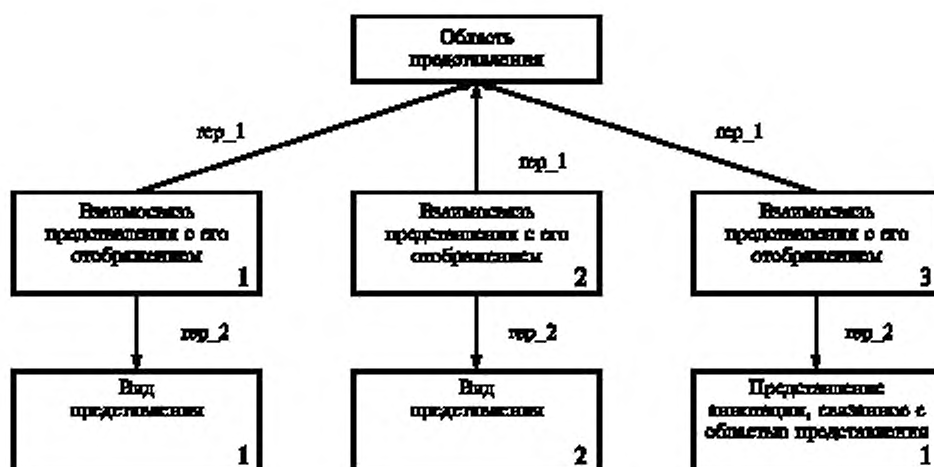 Область
представления
rep_1
rep_1
rep_1
Взаимосвязь
представления с его
отображением
1
Взаимосвязь
представления с его
отображением
2
Взаимосвязь
представления с его
отображением
3
rep_2
rep_2
rep_2
Вид
представления
1
Вид
представления
2
Представление
аннотации, связанное с
областью представления
1